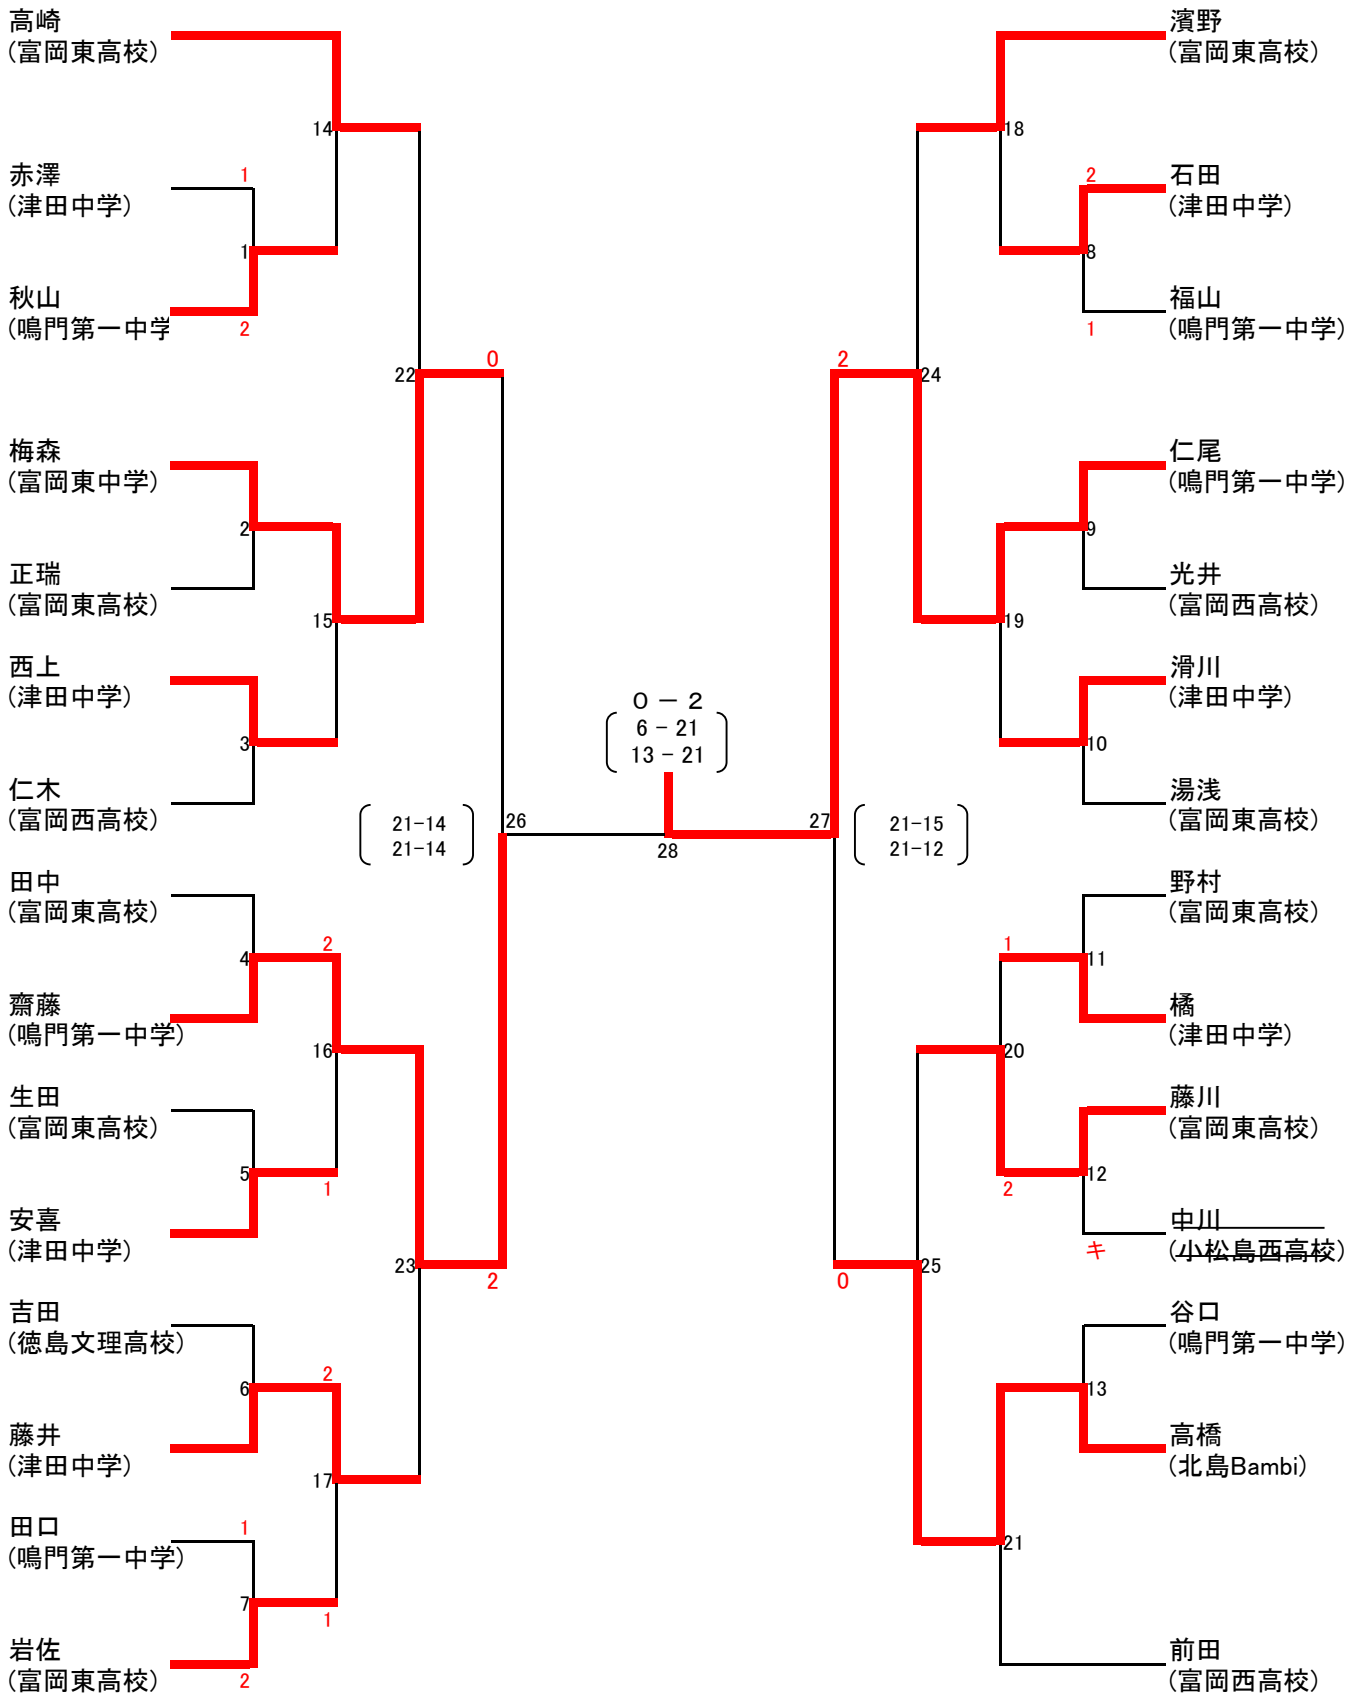 高崎
(富岡東高校)
14
赤澤
1
(津田中学)
1
秋山
(鳴門第一中学
2
22
0
梅森
(富岡東中学)
2
正瑞
(富岡東高校)
15
西上
(津田中学)
3
仁木
(富岡西高校)
21-14
21-14
26
田中
(富岡東高校)
2
4
齋藤
(鳴門第一中学)
16
生田
(富岡東高校)
5
1
安喜
(津田中学)
23
2
吉田
(徳島文理高校)
2
6
藤井
(津田中学)
17
田口
1
(鳴門第一中学)
7
1
岩佐
(富岡東高校)
2
0 - 2
6 - 21
13 - 21
28
濱野
(富岡東高校)
18
2
石田
(津田中学)
8
福山
1
(鳴門第一中学)
2
24
仁尾
(鳴門第一中学)
9
光井
(富岡西高校)
19
滑川
(津田中学)
10
湯浅
(富岡東高校)
27
21-15
21-12
野村
(富岡東高校)
1
11
橘
(津田中学)
20
藤川
(富岡東高校)
12
2
中川
キ
(小松島西高校)
25
0
谷口
(鳴門第一中学)
13
高橋
(北島Bambi)
21
前田
(富岡西高校)